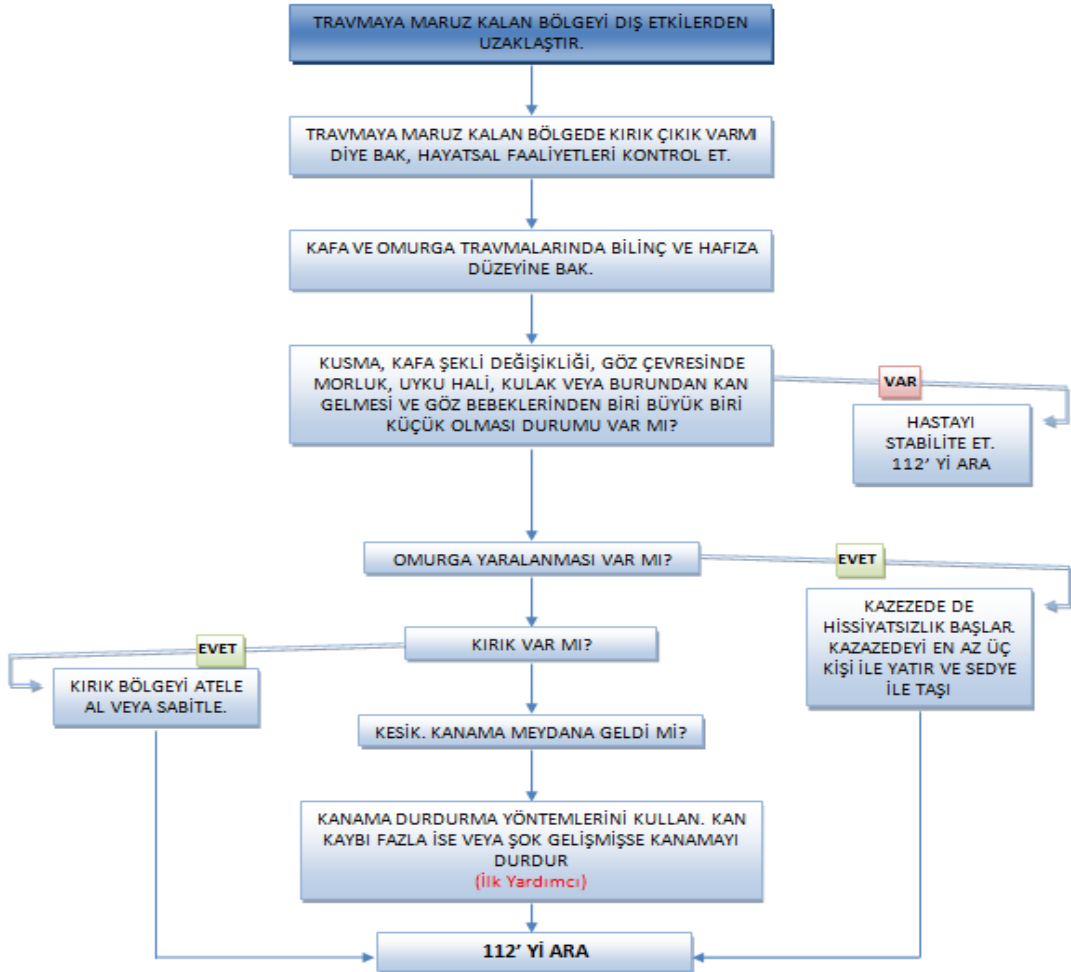 TRAVMAYA MARUZ KALAN BÖLGEYİ DIŞ ETKİLERDEN
UZAKLAŞTIR.
TRAVMAYA MARUZ KALAN BÖLGEDE KIRIK ÇIKIK VARMI
DİYE BAK, HAYATSAL FAALİYETLERİ KONTROL ET.
KAFA VE OMURGA TRAVMALARINDA BİLİNÇ VE HAFIZA
DÜZEYİNE BAK.
KUSMA, KAFA ŞEKLİ DEĞİŞİKLİĞİ, GÖZ ÇEVRESİNDE
MORLUK, UYKU HALİ, KULAK VEYA BURUNDAN KAN
GELMESİ VE GÖZ BEBEKLERİNDEN BİRİ BÜYÜK BİRİ
KÜÇÜK OLMASI DURUMU VAR MI?
VAR
HASTAYI
STABİLİTE ET.
112' Yİ ARA
OMURGA YARALANMASI VAR MI?
EVET
KAZEZEDE DE
HİSSİYATSIZLIK BAŞLAR.
KAZAZEDEYİ EN AZ ÜÇ
KİŞİ İLE YATIR VE SEDYE
İLE TAŞI
KIRIK VAR MI?
EVET
KIRIK BÖLGEYİ ATELE
AL VEYA SABİTLE.
KESİK. KANAMA MEYDANA GELDİ Mİ?
KANAMA DURDURMA YÖNTEMLERİNİ KULLAN. KAN
KAYBI FAZLA İSE VEYA ŞOK GELİŞMİŞSE KANAMAYI
DURDUR
(İlk Yardımcı)
112' Yİ ARA